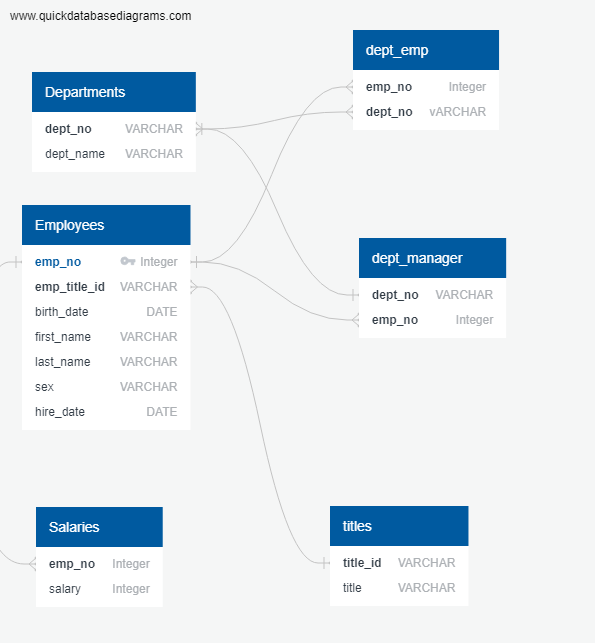 www.quickdatabasediagrams.com
dept_emp
emp_no Integer
dept_no vARCHAR
Departments
dept_no VARCHAR
dept_name VARCHAR
Employees
emp_no Integer
emp_title_id VARCHAR
birth_date DATE
first_name VARCHAR
last_name VARCHAR
sex VARCHAR
hire_date DATE
dept_manager
dept_no VARCHAR
emp_no Integer
Salaries
emp_no Integer
salary Integer
titles
title_id VARCHAR
title VARCHAR